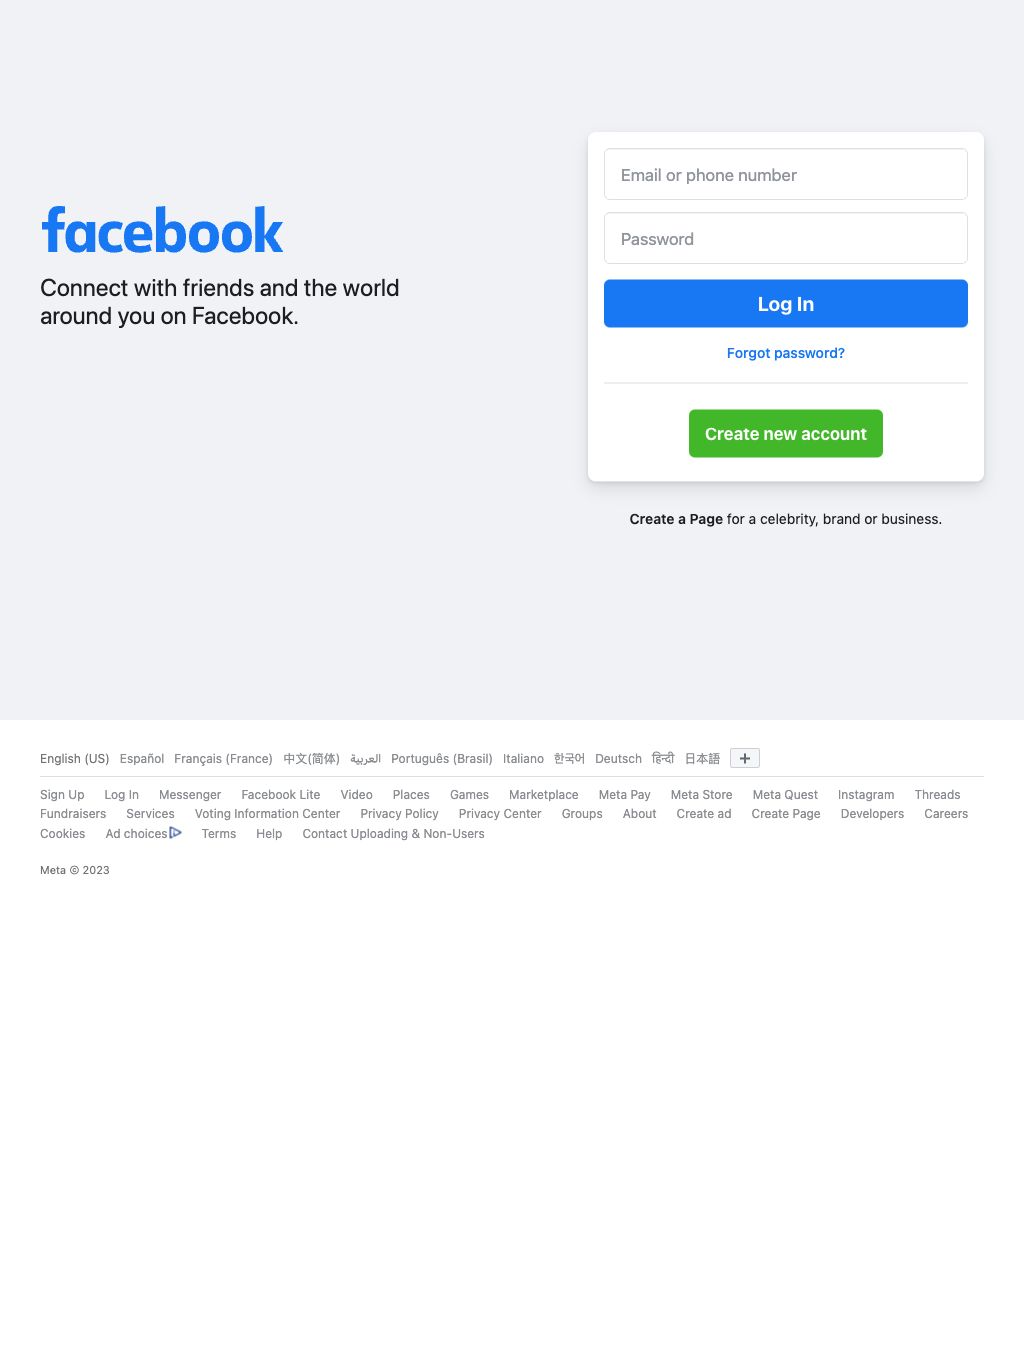 facebook
Connect with friends and the world
around you on Facebook.
Email or phone number
Password
Log In
Forgot password?
Create new account
Create a Page for a celebrity, brand or business.
English (US) Español Français (France) 中文(简体) العربية Português (Brasil) Italiano 한국어 Deutsch हिन्दी 日本語
Sign Up Log In Messenger Facebook Lite Video Places Games Marketplace Meta Pay Meta Store Meta Quest Instagram Threads
Fundraisers Services Voting Information Center Privacy Policy Privacy Center Groups About Create ad Create Page Developers Careers
Cookies Ad choices Terms Help Contact Uploading & Non-Users
Meta © 2023